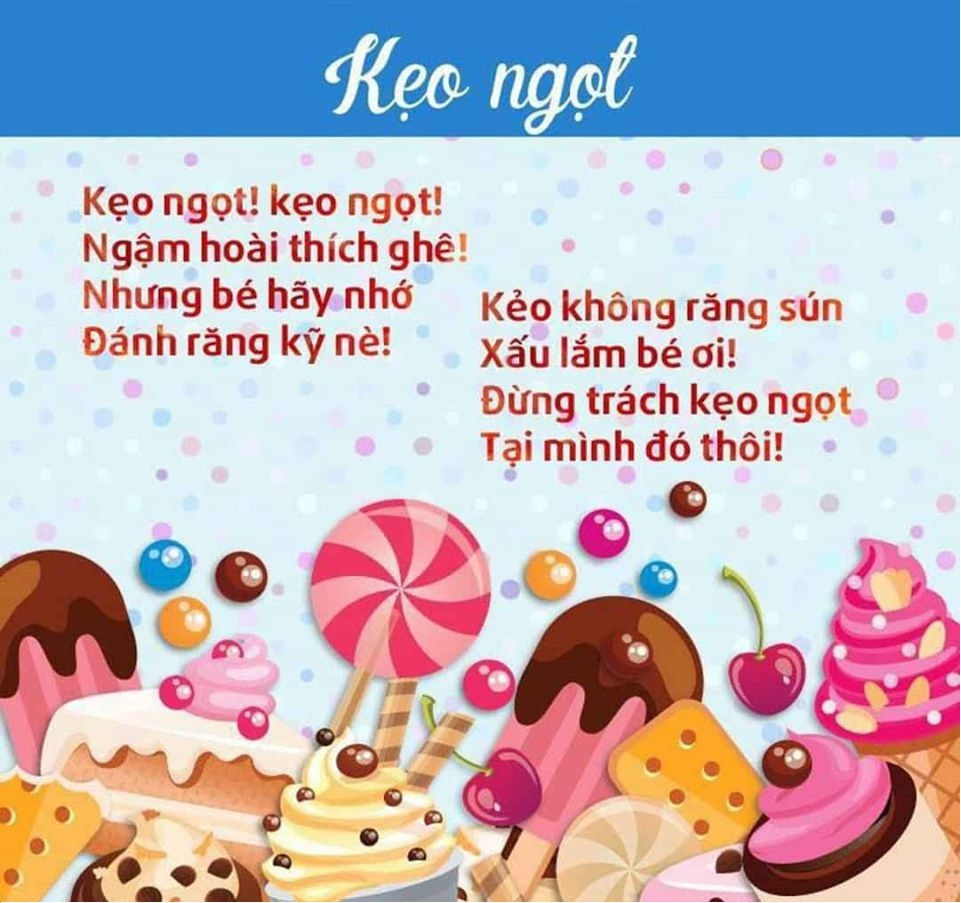 Kẹo ngọt
Kẹo ngọt! kẹo ngọt!
Ngậm hoài thích ghê!
Nhưng bé hãy nhớ
Đánh răng kỹ nè!
Kẻo không răng sún
Xấu lắm bé ơi!
Đừng trách kẹo ngọt
Tại mình đó thôi!